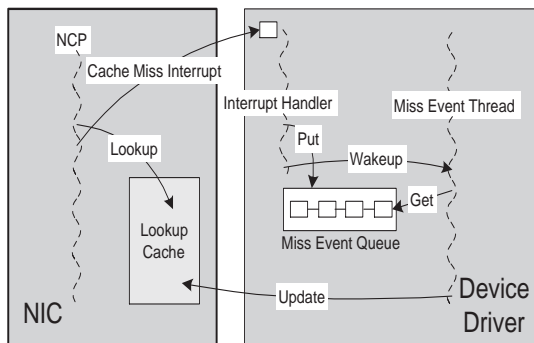 NCP
Cache Miss Interrupt
Lookup
Lookup
Cache
NIC
Interrupt Handler
Miss Event Thread
Put
Wakeup
Get
Miss Event Queue
Update
Device
Driver